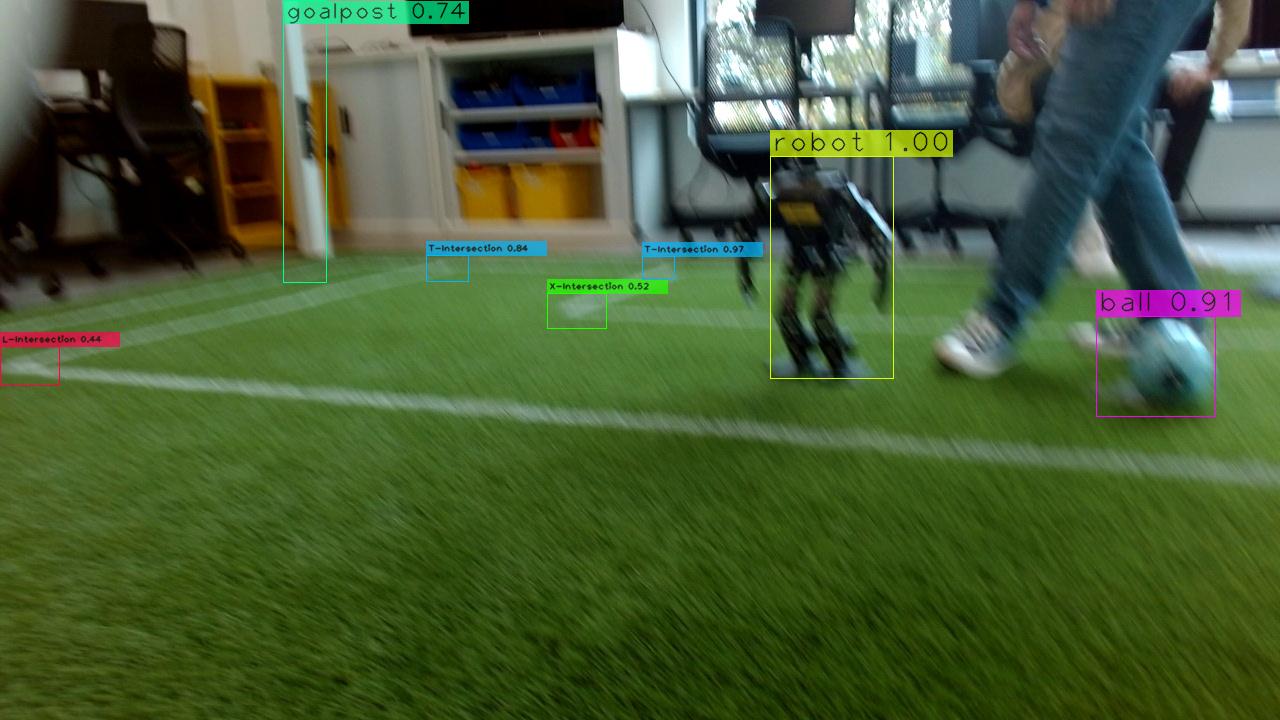 goalpost 0.74
robot 1.00
T-Intersection 0.84
T-Intersection 0.97
X-Intersection 0.52
ball 0.91
L-Intersection 0.44